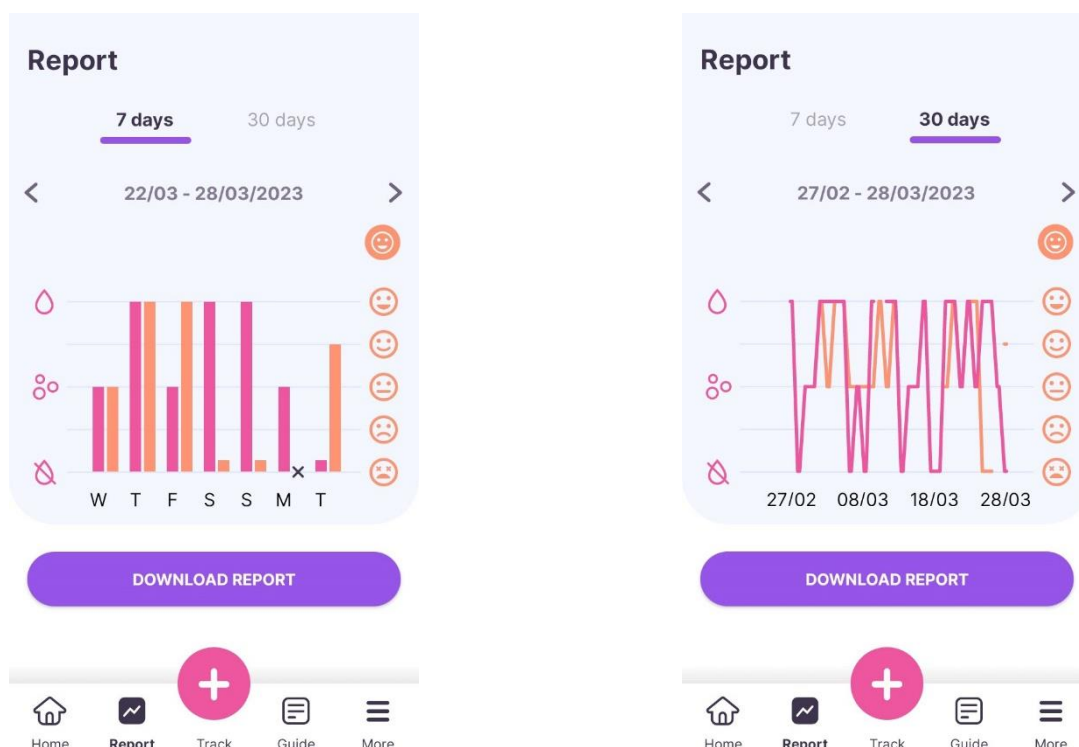 Report
7 days 30 days
22/03 - 28/03/2023
W T F S S M T
DOWNLOAD REPORT
Home Report Track Guide More
Report
7 days 30 days
27/02 - 28/03/2023
27/02 08/03 18/03 28/03
DOWNLOAD REPORT
Home Report Track Guide More